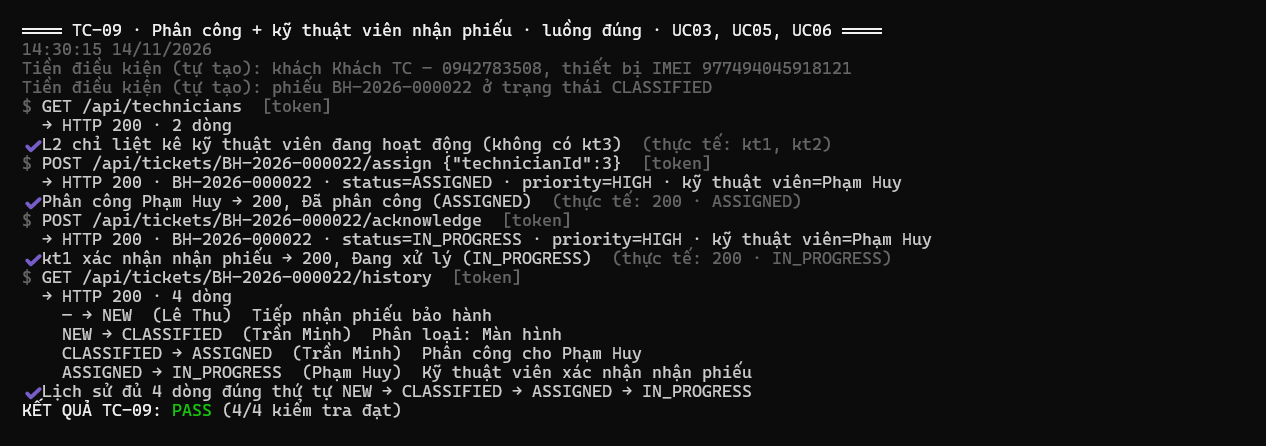 ════ TC-09 · Phân công + kỹ thuật viên nhận phiếu · luồng đúng · UC03, UC05, UC06 ════
14:30:15 14/11/2026
Tiền điều kiện (tự tạo): khách Khách TC – 0942783508, thiết bị IMEI 977494045918121
Tiền điều kiện (tự tạo): phiếu BH-2026-000022 ở trạng thái CLASSIFIED
$ GET /api/technicians  [token]
→ HTTP 200 · 2 dòng
✔L2 chỉ liệt kê kỹ thuật viên đang hoạt động (không có kt3)  (thực tế: kt1, kt2)
$ POST /api/tickets/BH-2026-000022/assign {"technicianId":3}  [token]
→ HTTP 200 · BH-2026-000022 · status=ASSIGNED · priority=HIGH · kỹ thuật viên=Phạm Huy
✔Phân công Phạm Huy → 200, Đã phân công (ASSIGNED)  (thực tế: 200 · ASSIGNED)
$ POST /api/tickets/BH-2026-000022/acknowledge  [token]
→ HTTP 200 · BH-2026-000022 · status=IN_PROGRESS · priority=HIGH · kỹ thuật viên=Phạm Huy
✔kt1 xác nhận nhận phiếu → 200, Đang xử lý (IN_PROGRESS)  (thực tế: 200 · IN_PROGRESS)
$ GET /api/tickets/BH-2026-000022/history  [token]
→ HTTP 200 · 4 dòng
— → NEW  (Lê Thu)  Tiếp nhận phiếu bảo hành
NEW → CLASSIFIED  (Trần Minh)  Phân loại: Màn hình
CLASSIFIED → ASSIGNED  (Trần Minh)  Phân công cho Phạm Huy
ASSIGNED → IN_PROGRESS  (Phạm Huy)  Kỹ thuật viên xác nhận nhận phiếu
✔Lịch sử đủ 4 dòng đúng thứ tự NEW → CLASSIFIED → ASSIGNED → IN_PROGRESS
KẾT QUẢ TC-09: PASS (4/4 kiểm tra đạt)